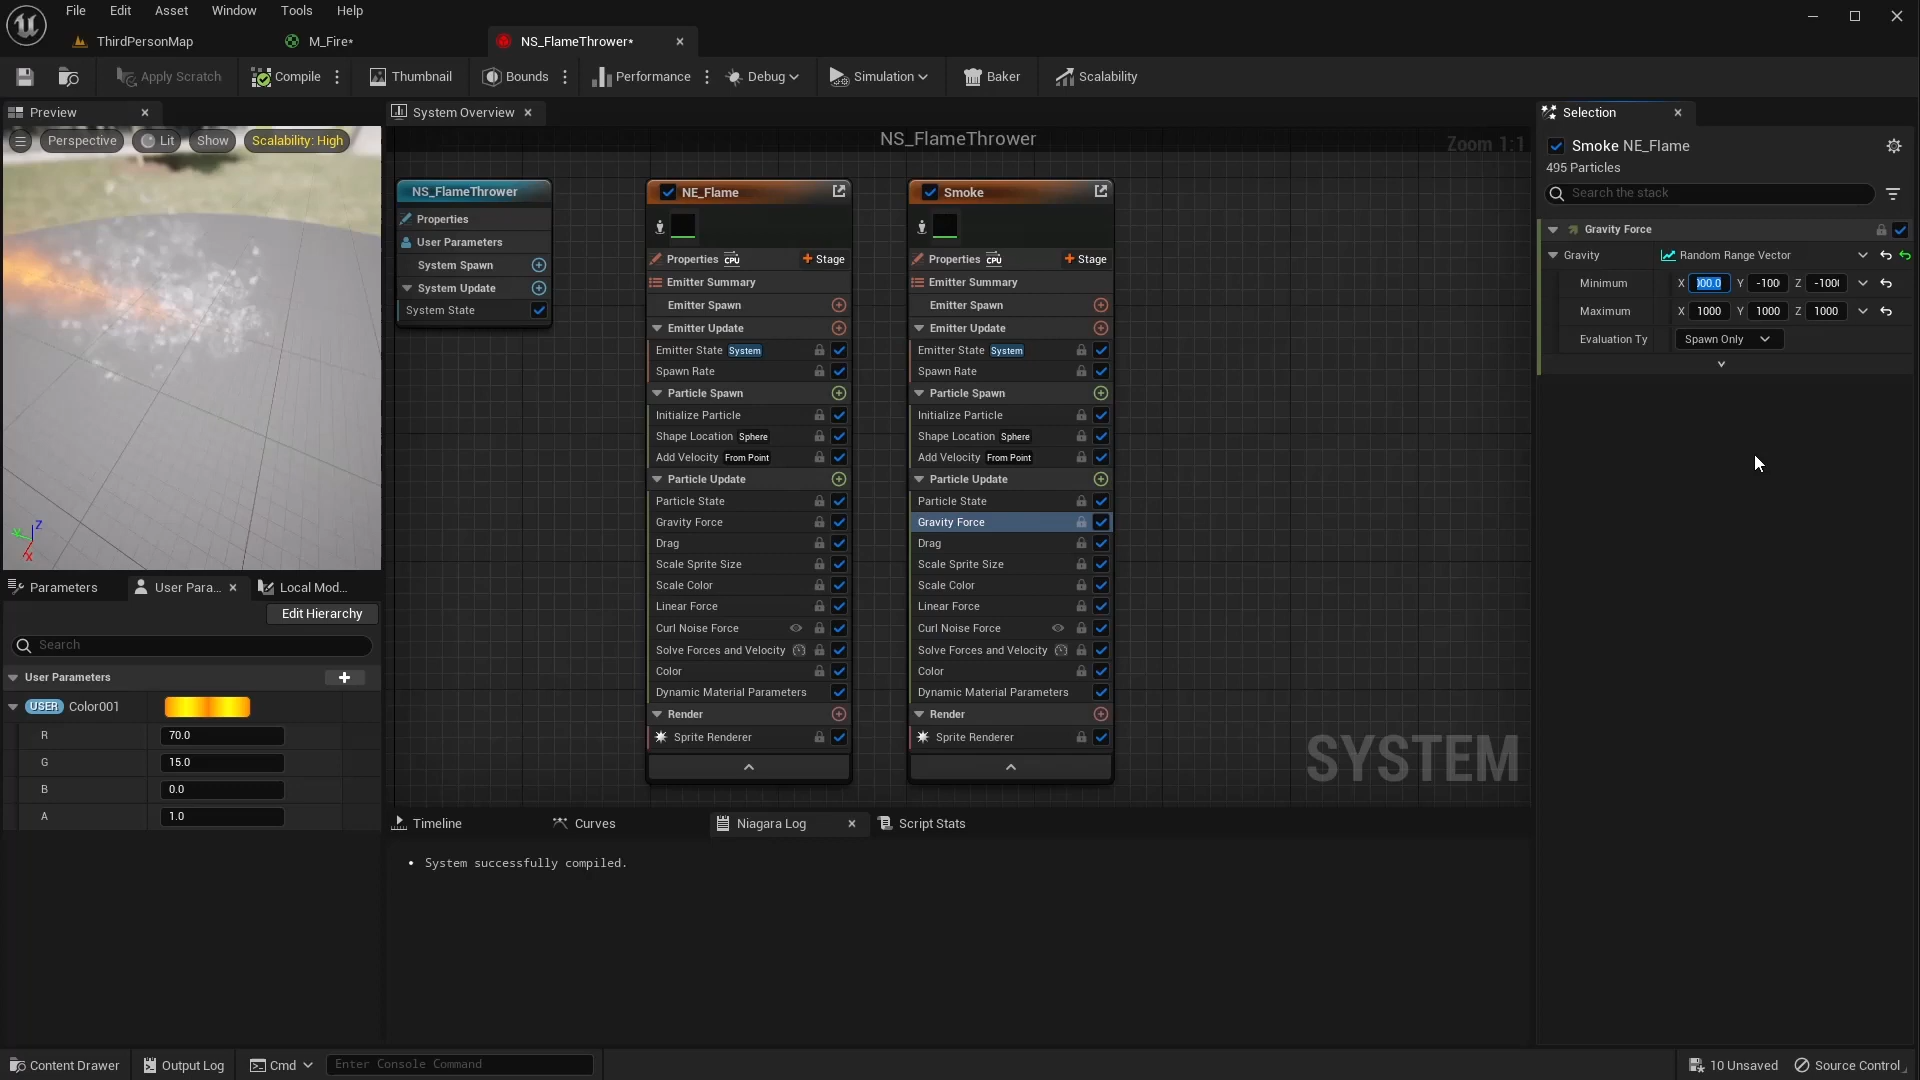 File Edit Asset Window Tools Help
ThirdPersonMap M_Fire* NS_FlameThrower*
Apply Scratch Compile Thumbnail Bounds Performance Debug Simulation Baker Scalability
Preview
Perspective Lit Show Scalability: High
Z
X
Parameters User Para... Local Mod...
Edit Hierarchy
Search
User Parameters
USER Color001
R 70.0
G 15.0
B 0.0
A 1.0
System Overview
NS_FlameThrower
Zoom 1:1
NS_FlameThrower
Properties
User Parameters
System Spawn
System Update
System State
NE_Flame
Properties CPU Stage
Emitter Summary
Emitter Spawn
Emitter Update
Emitter State System
Spawn Rate
Particle Spawn
Initialize Particle
Shape Location Sphere
Add Velocity From Point
Particle Update
Particle State
Gravity Force
Drag
Scale Sprite Size
Scale Color
Linear Force
Curl Noise Force
Solve Forces and Velocity
Color
Dynamic Material Parameters
Render
Sprite Renderer
Smoke
Properties CPU Stage
Emitter Summary
Emitter Spawn
Emitter Update
Emitter State System
Spawn Rate
Particle Spawn
Initialize Particle
Shape Location Sphere
Add Velocity From Point
Particle Update
Particle State
Gravity Force
Drag
Scale Sprite Size
Scale Color
Linear Force
Curl Noise Force
Solve Forces and Velocity
Color
Dynamic Material Parameters
Render
Sprite Renderer
SYSTEM
Timeline Curves Niagara Log Script Stats
• System successfully compiled.
Selection
Smoke NE_Flame
495 Particles
Search the stack
Gravity Force
Gravity Random Range Vector
Minimum X 000.0 Y -100 Z -100
Maximum X 1000 Y 1000 Z 1000
Evaluation Ty Spawn Only
Content Drawer Output Log Cmd Enter Console Command 10 Unsaved Source Control